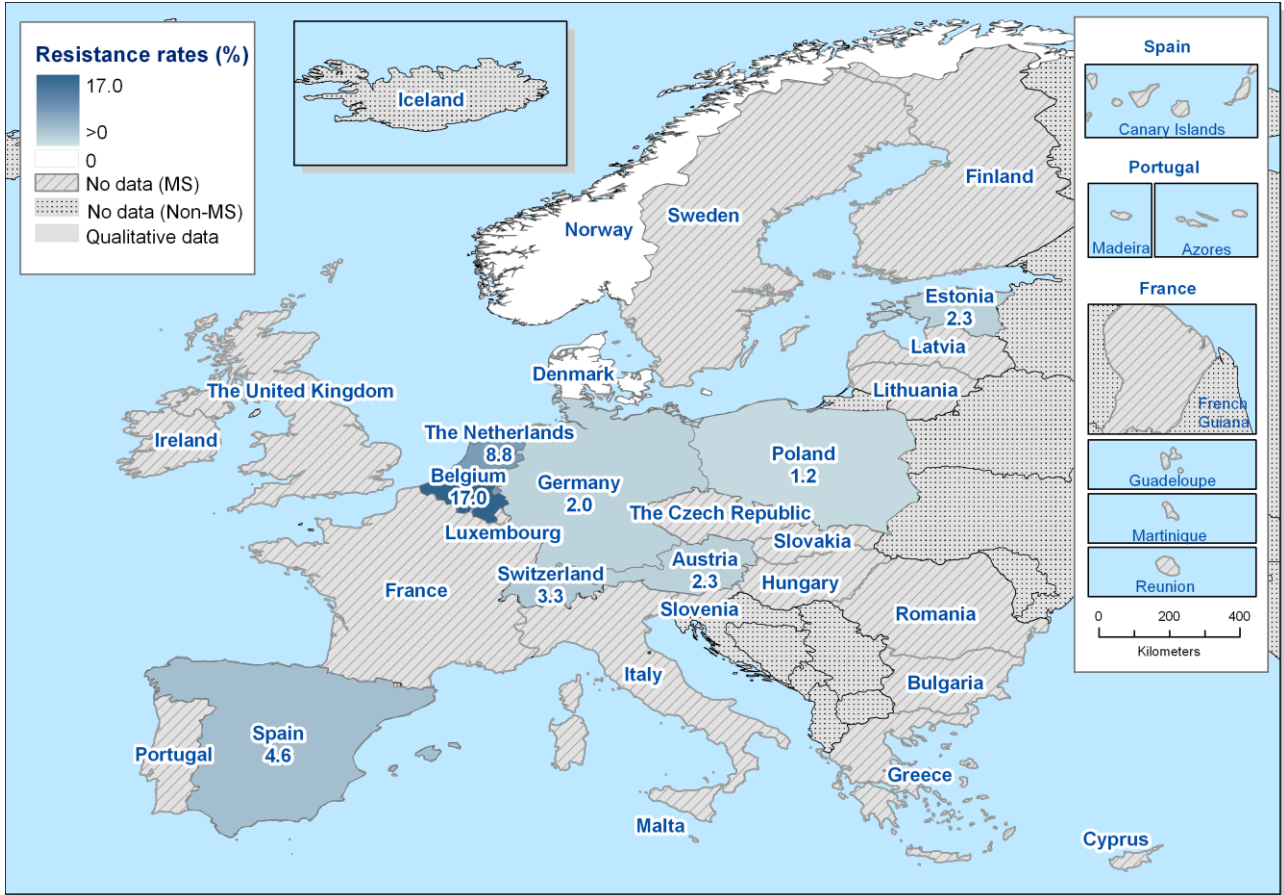 Resistance rates (%)
17.0
>0
0
No data (MS)
No data (Non-MS)
Qualitative data
Iceland
Norway
Sweden
Finland
Estonia
2.3
Latvia
Lithuania
Denmark
The United Kingdom
Ireland
The Netherlands
8.8
Belgium
17.0
Luxembourg
Germany
2.0
Poland
1.2
The Czech Republic
Slovakia
Austria
2.3
Switzerland
3.3
Hungary
Slovenia
France
Romania
Italy
Bulgaria
Spain
4.6
Portugal
Greece
Malta
Cyprus
Spain
Canary Islands
Portugal
Madeira
Azores
France
French
Guiana
Guadeloupe
Martinique
Reunion
0 200 400
Kilometers